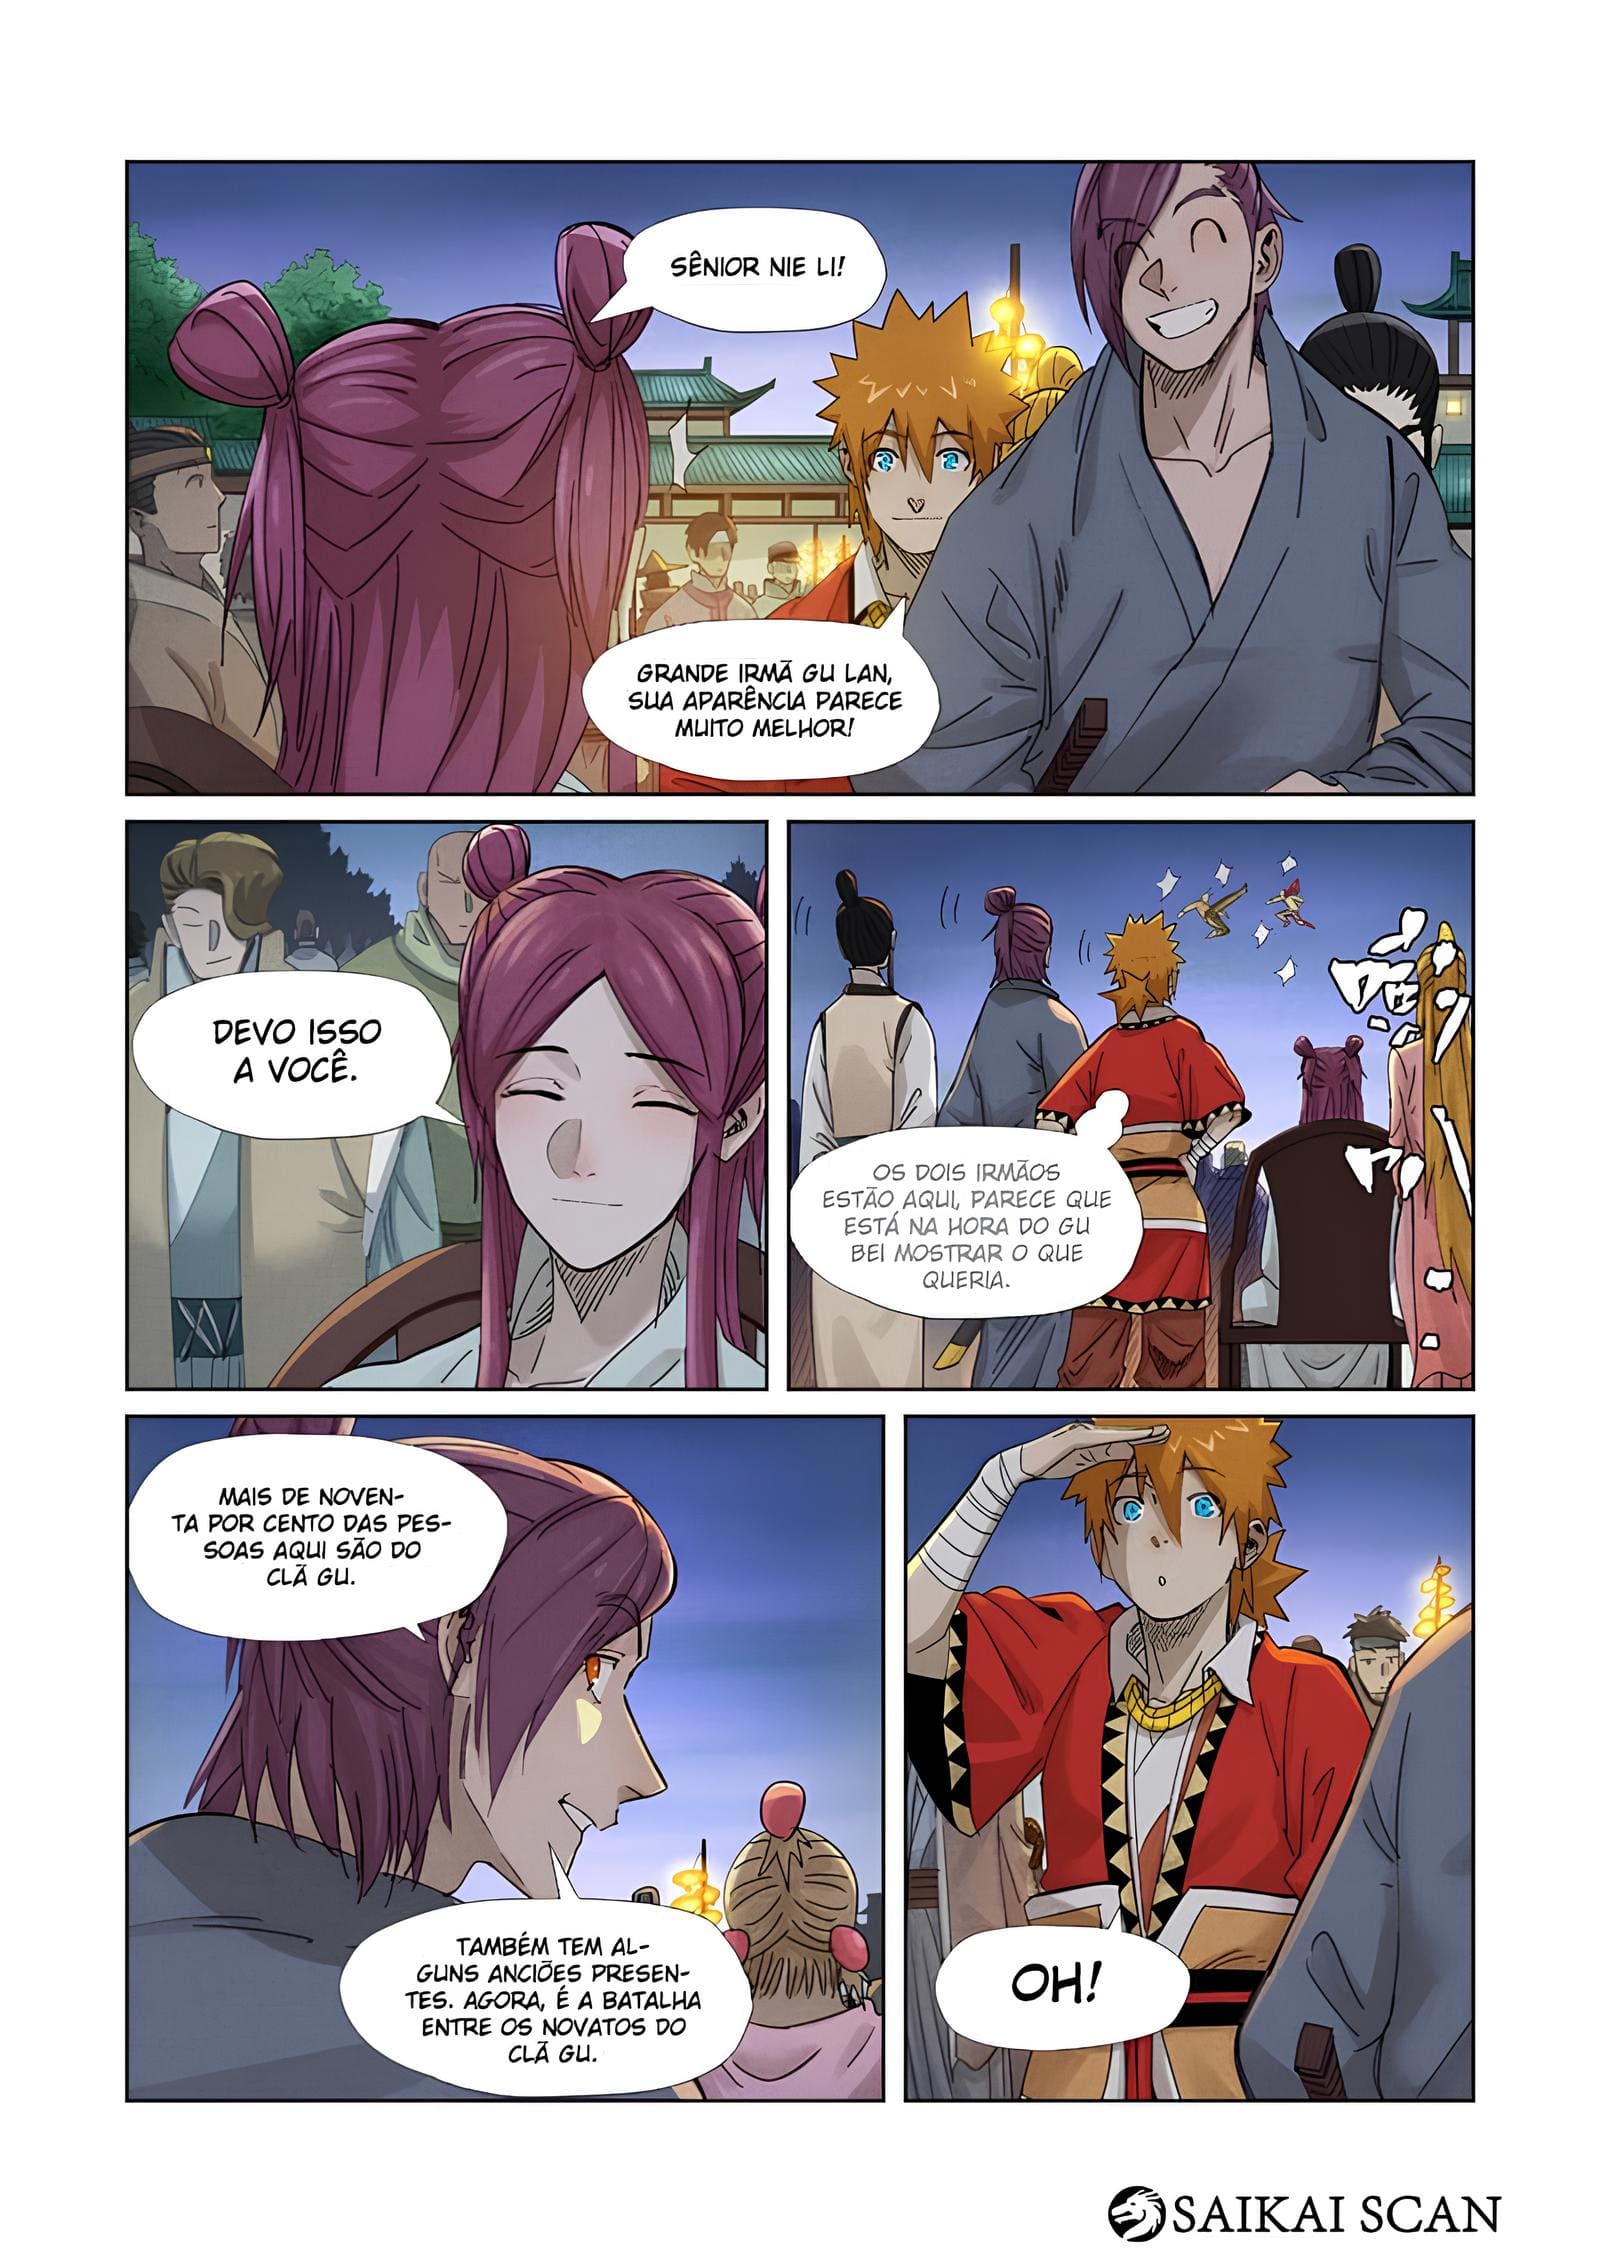 SÊNIOR NIE LI!
GRANDE IRMÃ GU LAN,
SUA APARÊNCIA PARECE
MUITO MELHOR!
DEVO ISSO
A VOCÊ.
OS DOIS IRMÃOS
ESTÃO AQUI, PARECE QUE
ESTÁ NA HORA DO GU
BEI MOSTRAR O QUE
QUERIA.
MAIS DE NOVEN-
TA POR CENTO DAS PES-
SOAS AQUI SÃO DO
CLÃ GU.
TAMBÉM TEM AL-
GUNS ANCIÕES PRESEN-
TES. AGORA, É A BATALHA
ENTRE OS NOVATOS DO
CLÃ GU.
OH!
SAIKAI SCAN